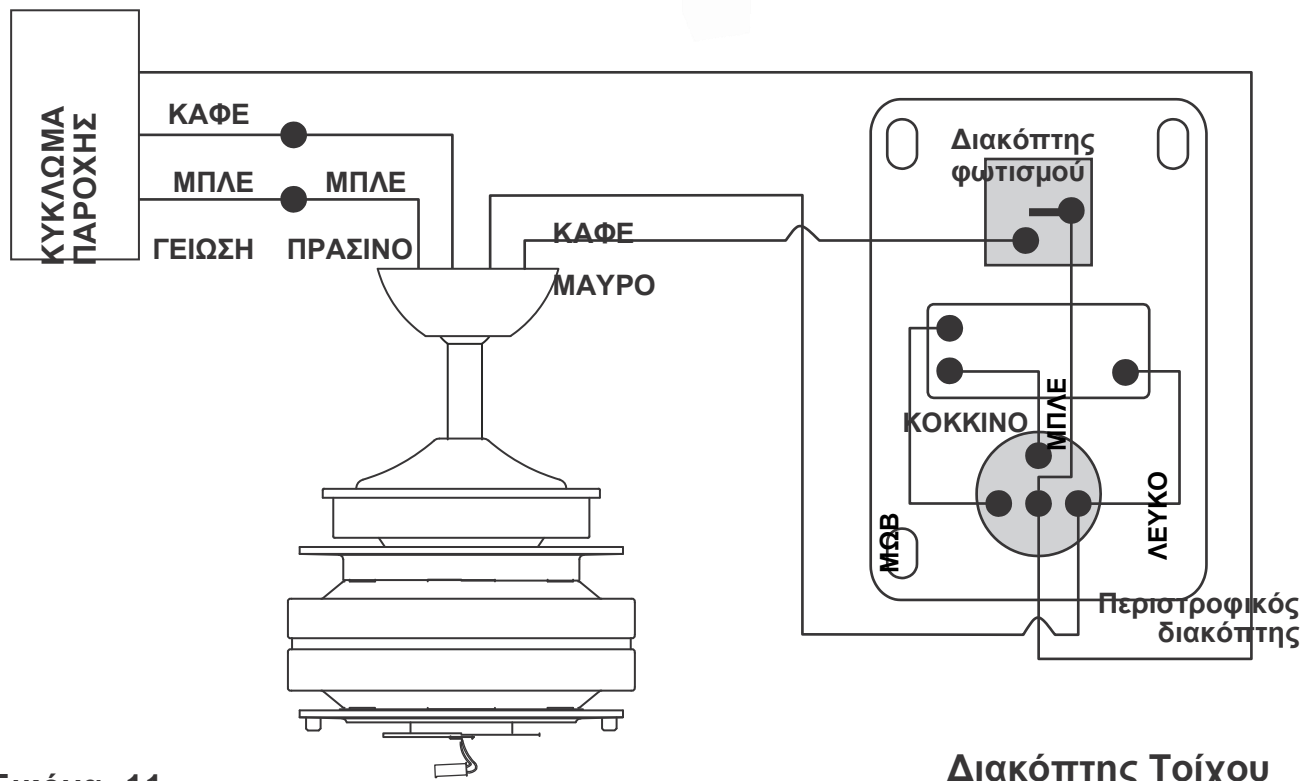 ΚΥΚΛΩΜΑ
ΠΑΡΟΧΗΣ
ΚΑΦΕ
ΜΠΛΕ ΜΠΛΕ
ΓΕΙΩΣΗ ΠΡΑΣΙΝΟ
ΚΑΦΕ
ΜΑΥΡΟ
Διακόπτης
φωτισμού
ΚΟΚΚΙΝΟ
ΜΠΛΕ
ΜΩΒ
ΛΕΥΚΟ
Περιστροφικός
διακόπτης
Διακόπτης Τοίχου
11